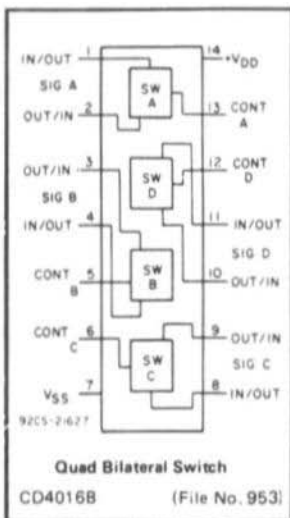 IN/OUT 1 14 +VDD
SIG A SW A
OUT/IN 2 13 CONT A
OUT/IN 3 12 CONT D
SIG B SW D
IN/OUT 4 11 IN/OUT
SIG D
CONT B 5 SW B 10 OUT/IN
CONT C 6 9 OUT/IN
SW C SIG C
VSS 7 8 IN/OUT
92CS-21627
Quad Bilateral Switch
CD4016B (File No. 953)